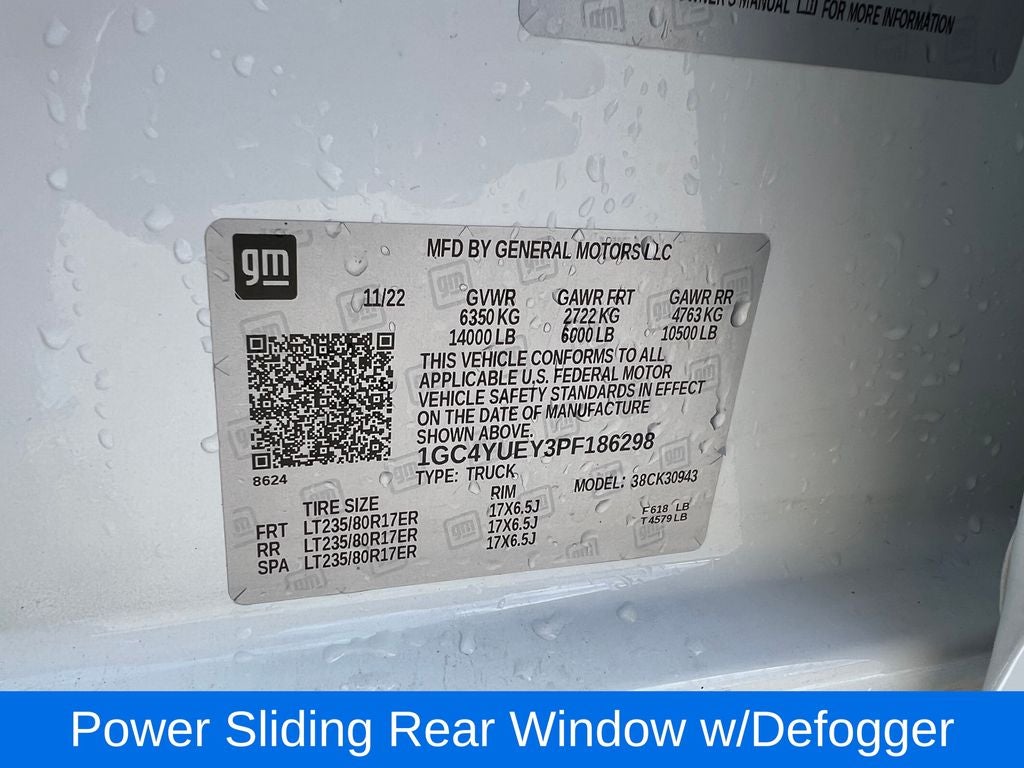 OWNER'S MANUAL FOR MORE INFORMATION
gm
MFD BY GENERAL MOTORS LLC
11/22 GVWR GAWR FRT GAWR RR
6350 KG 2722 KG 4763 KG
14000 LB 6000 LB 10500 LB
THIS VEHICLE CONFORMS TO ALL
APPLICABLE U.S. FEDERAL MOTOR
VEHICLE SAFETY STANDARDS IN EFFECT
ON THE DATE OF MANUFACTURE
SHOWN ABOVE.
1GC4YUEY3PF186298
8624 TYPE: TRUCK MODEL: 38CK30943
TIRE SIZE RIM
FRT LT235/80R17ER 17X6.5J F618 LB
RR LT235/80R17ER 17X6.5J T4579LB
SPA LT235/80R17ER 17X6.5J
Power Sliding Rear Window w/Defogger